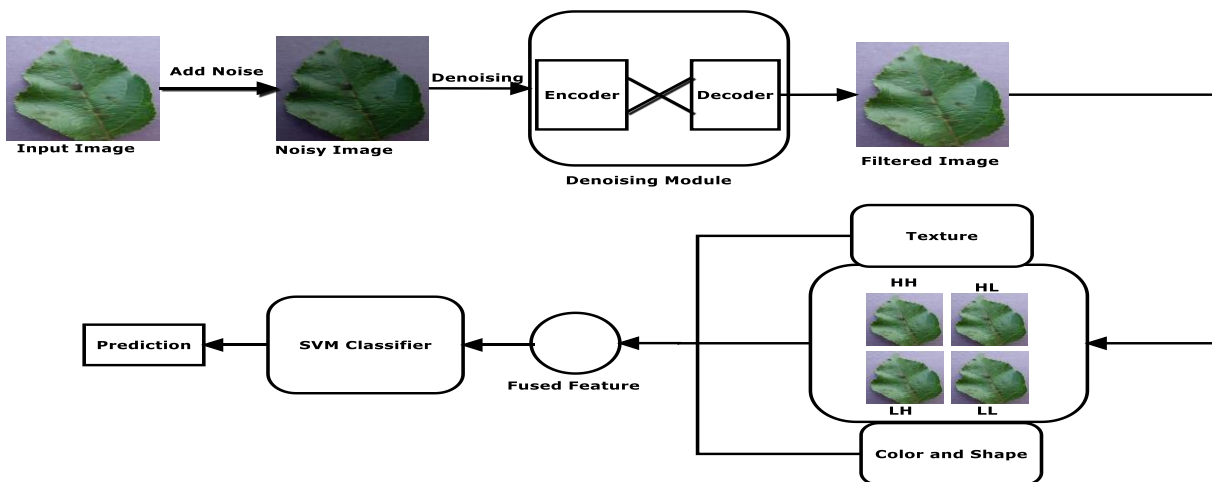 Add Noise
Denoising
Encoder
Decoder
Input Image
Noisy Image
Denoising Module
Filtered Image
Texture
HH
HL
LH
LL
Color and Shape
Fused Feature
SVM Classifier
Prediction